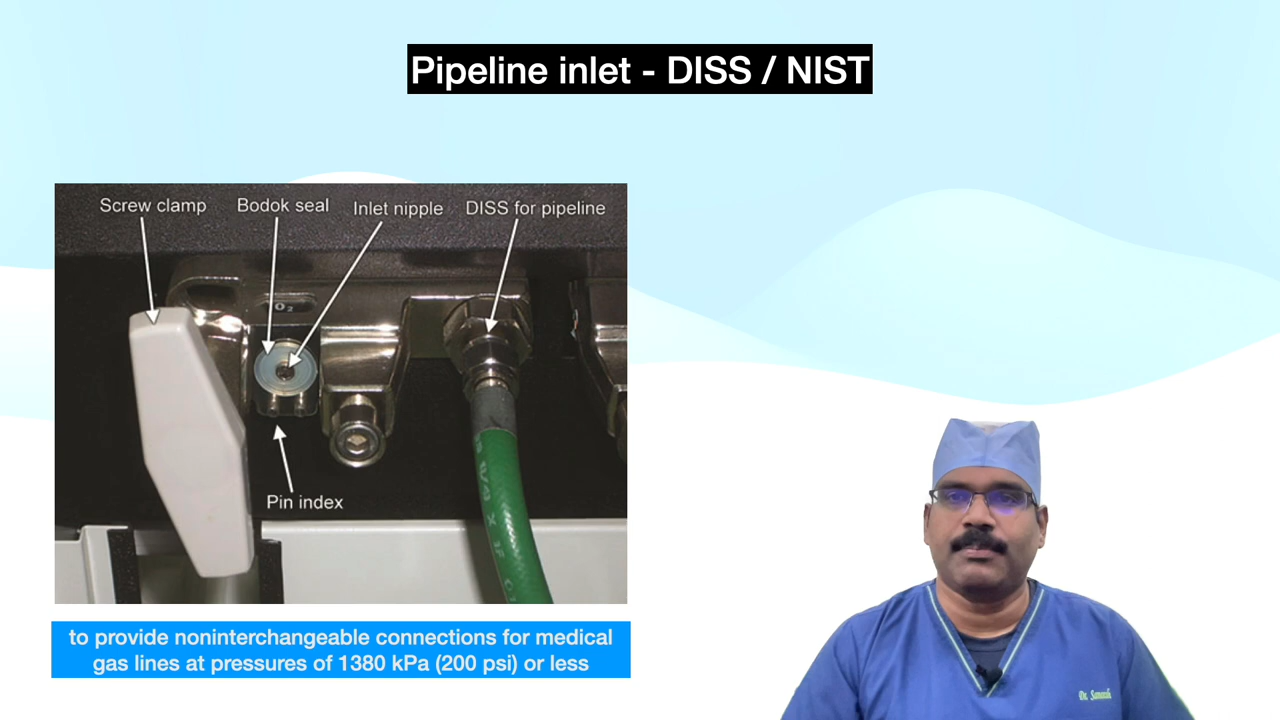 Pipeline inlet - DISS / NIST
Screw clamp
Bodok seal
Inlet nipple
DISS for pipeline
O₂
Pin index
to provide noninterchangeable connections for medical
gas lines at pressures of 1380 kPa (200 psi) or less